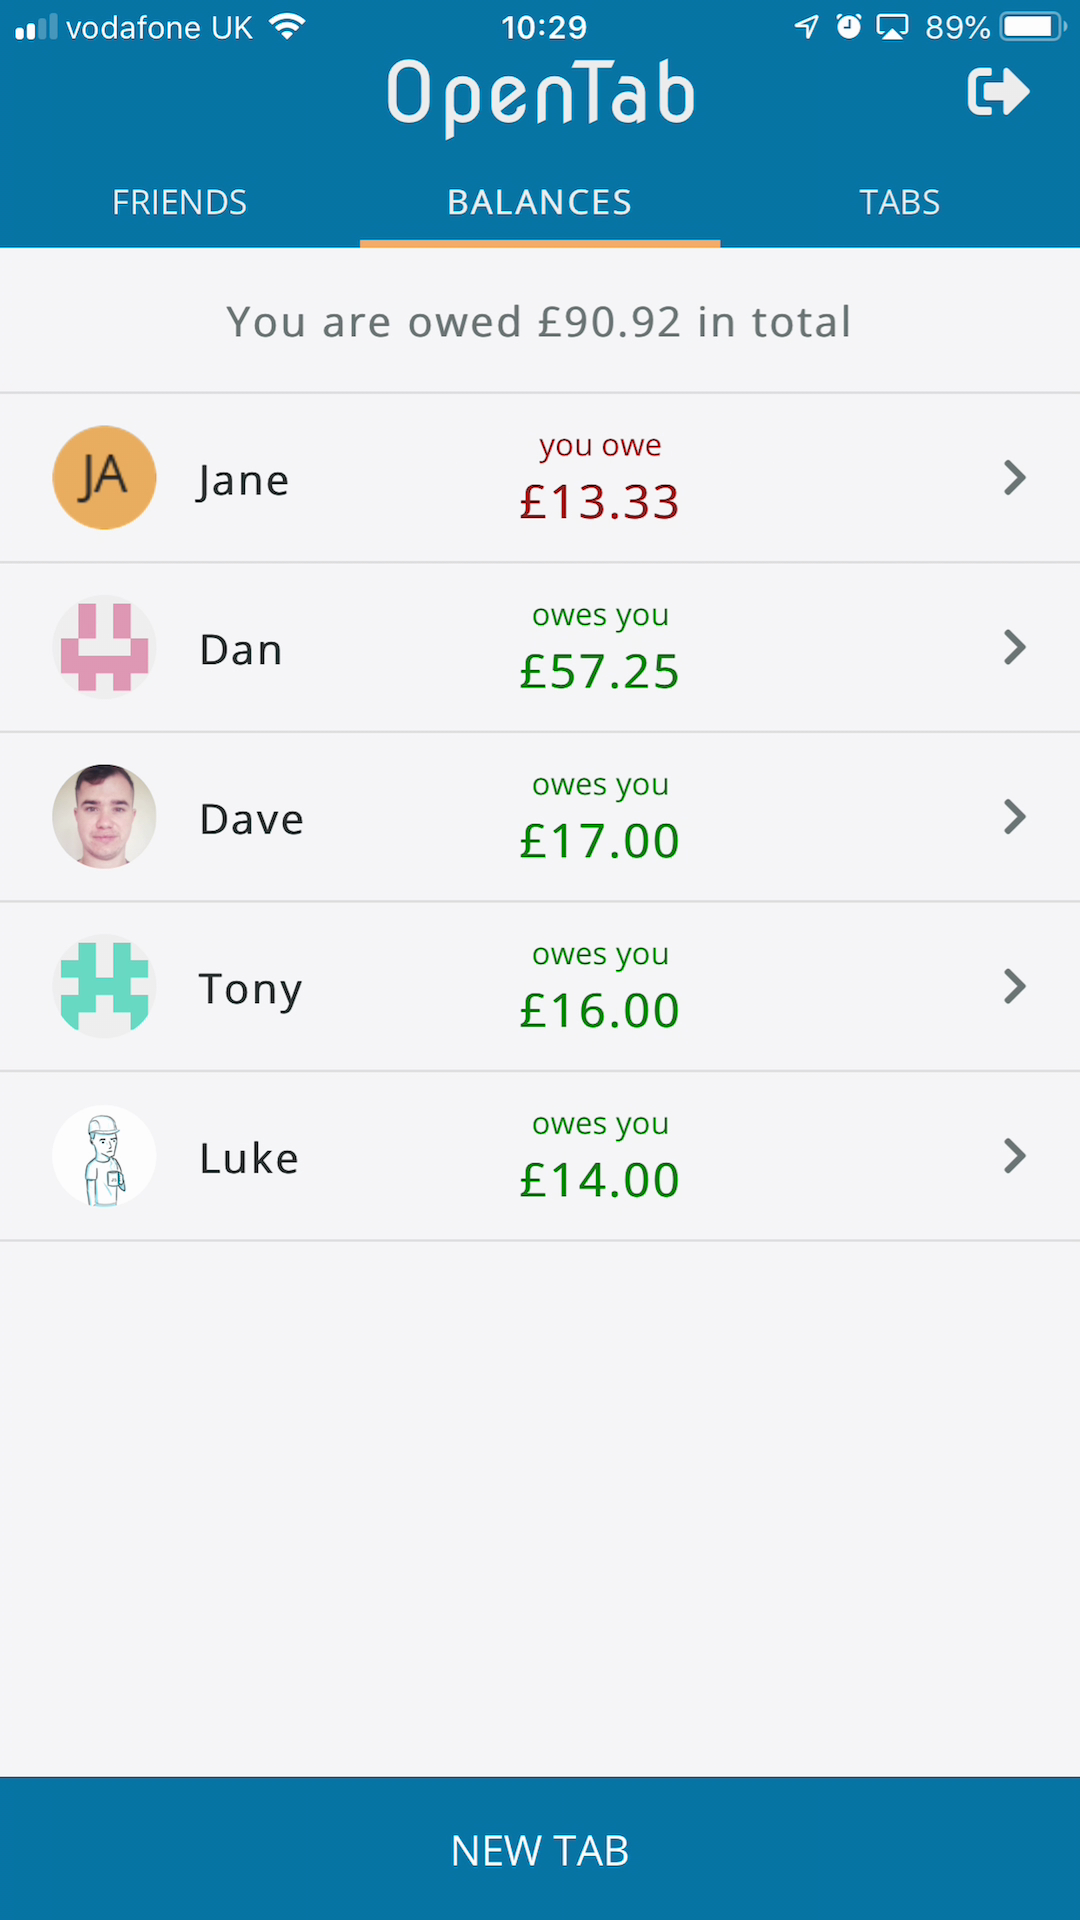 vodafone UK 10:29 89%
OpenTab
FRIENDS BALANCES TABS
You are owed £90.92 in total
you owe
JA Jane £13.33
owes you
Dan £57.25
owes you
Dave £17.00
owes you
Tony £16.00
owes you
Luke £14.00
NEW TAB